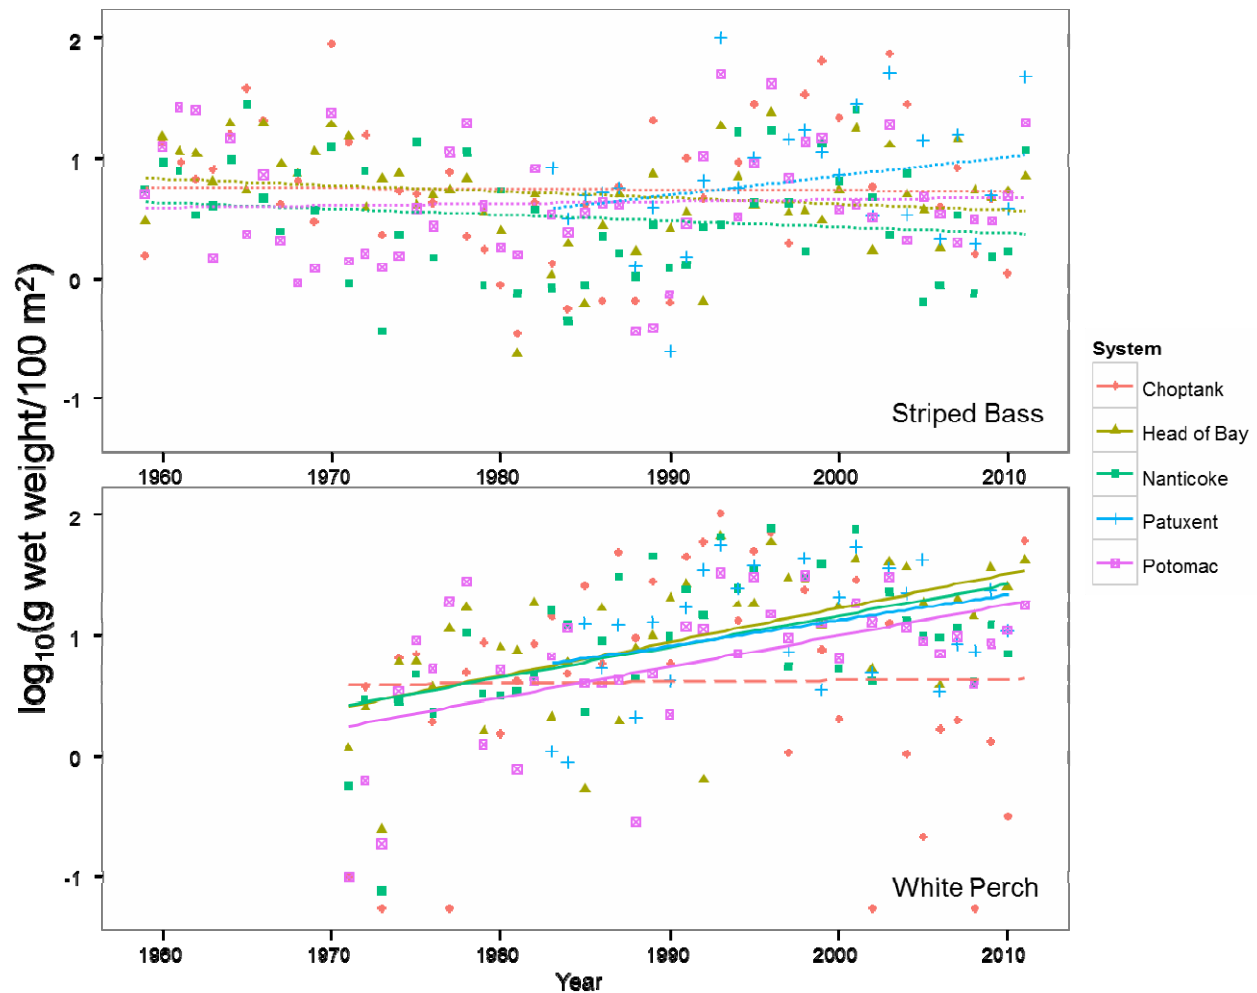 log10(g wet weight/100 m2)
2
1
0
-1
Striped Bass
1960 1970 1980 1990 2000 2010
2
1
0
-1
White Perch
1960 1970 1980 1990 2000 2010
Year
System
Choptank
Head of Bay
Nanticoke
Patuxent
Potomac